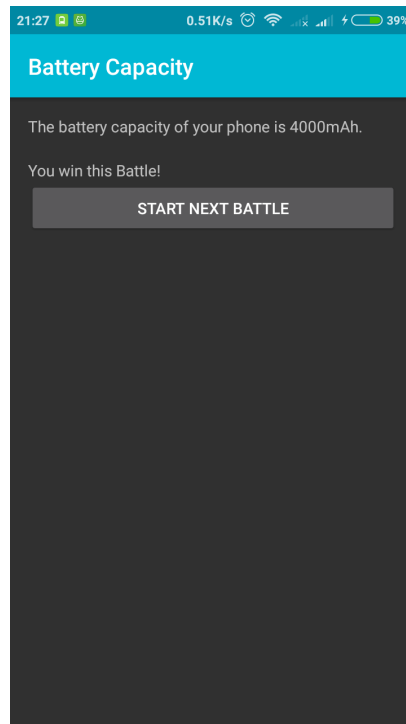 21:27 0.51K/s 39%
Battery Capacity
The battery capacity of your phone is 4000mAh.
You win this Battle!
START NEXT BATTLE